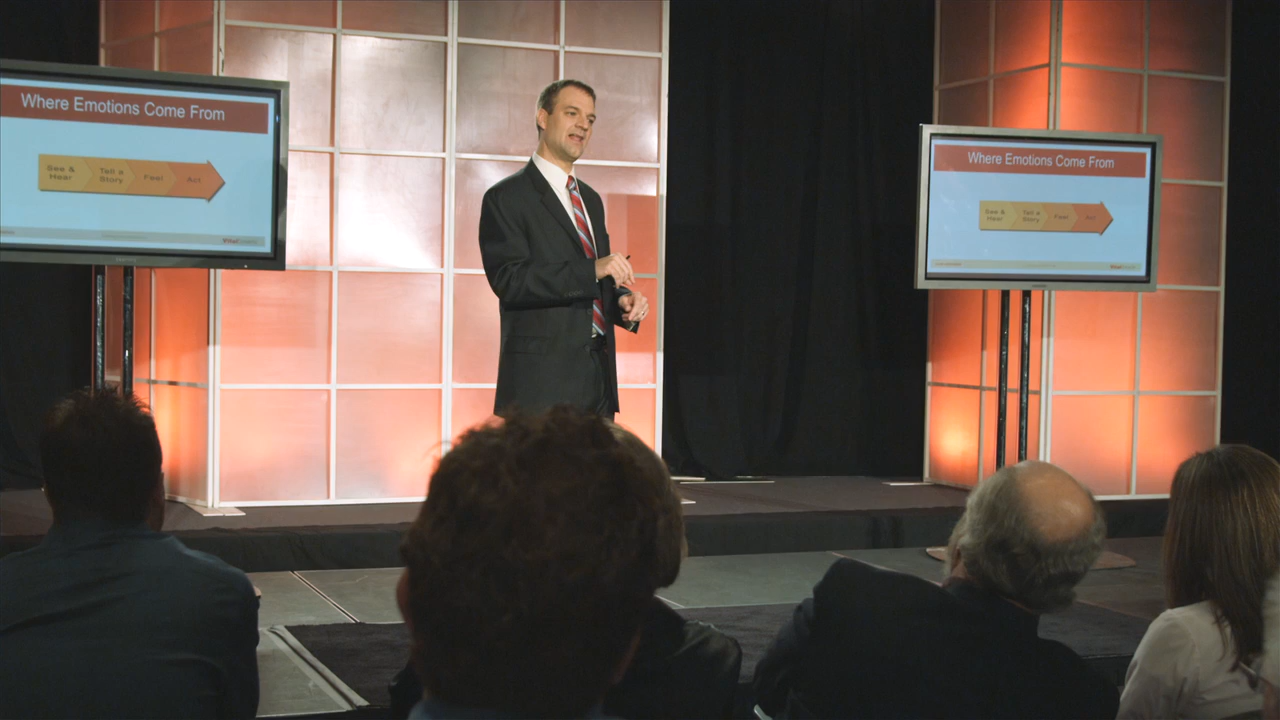 Where Emotions Come From
See &
Hear
Tell a
Story
Feel
Act
Where Emotions Come From
See &
Hear
Tell a
Story
Feel
Act